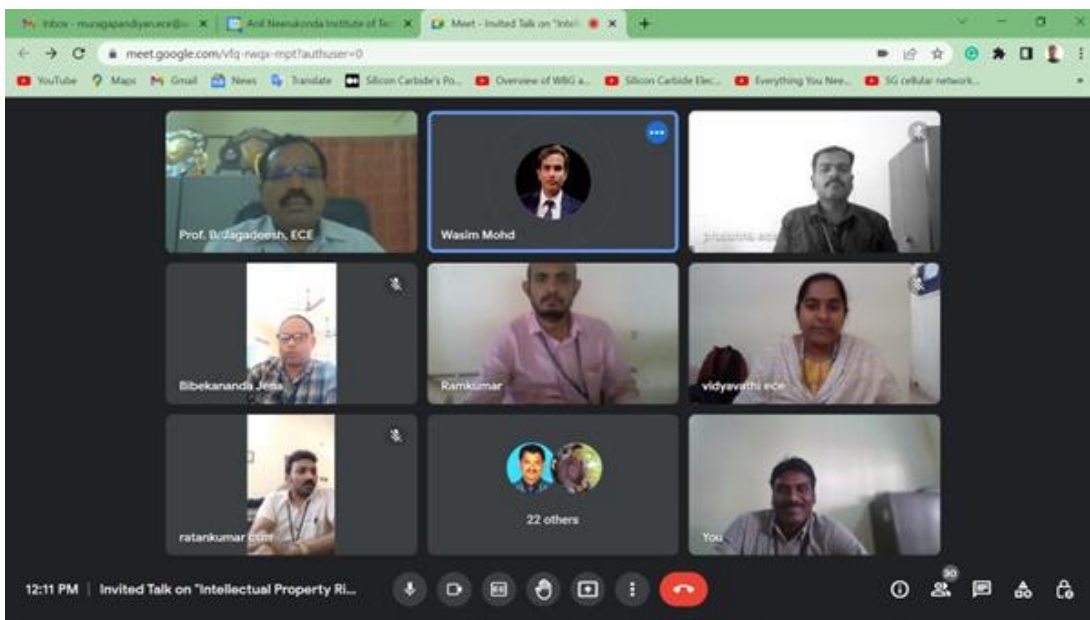 Anil Neerukonda Institute of Tec
Meet - Invited Talk on "Intell
meet.google.com/vfq-rwqx-mpt?authuser=0
YouTube
Maps
Gmail
News
Translate
Silicon Carbide's Po...
Overview of WBG a...
Silicon Carbide Elec...
Everything You Nee...
5G cellular network...
Prof. B.Jagadeesh, ECE
Wasim Mohd
prasanna ece
Bibekananda Jena
Ramkumar
vidyavathi ece
ratankumar
22 others
You
12:11 PM | Invited Talk on "Intellectual Property Ri...
30